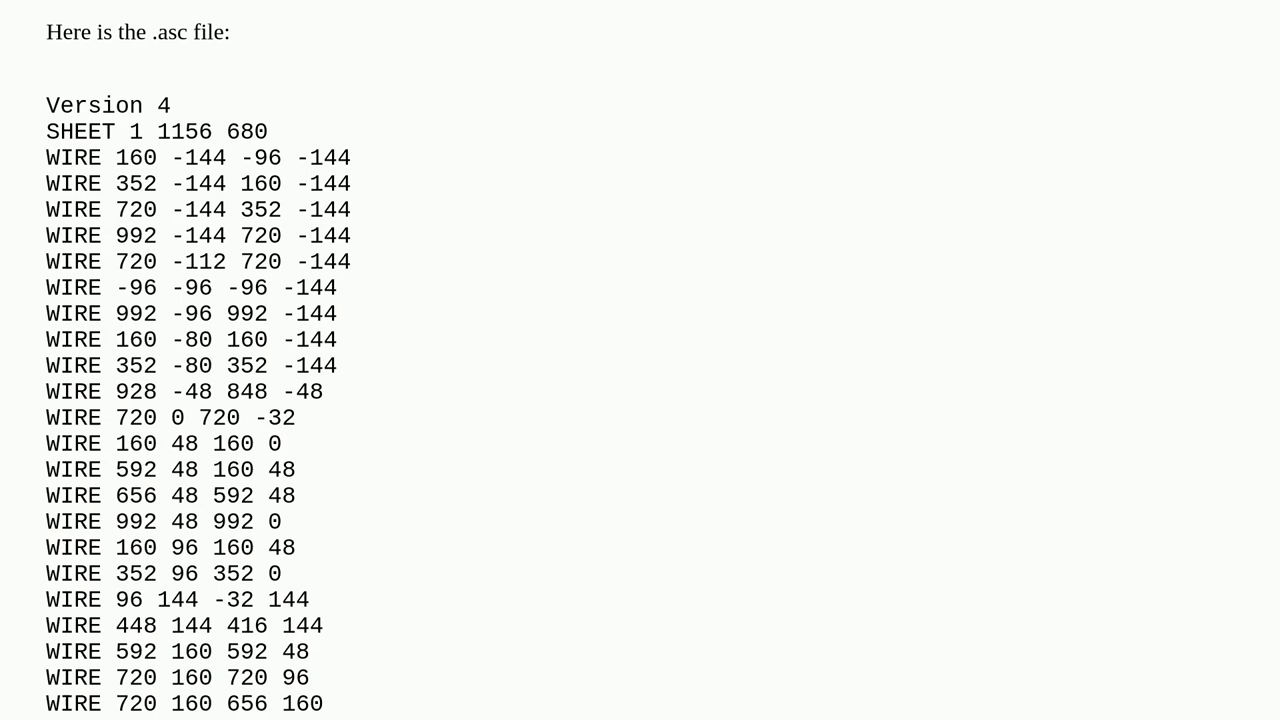 Here is the .asc file:
Version 4
SHEET 1 1156 680
WIRE 160 -144 -96 -144
WIRE 352 -144 160 -144
WIRE 720 -144 352 -144
WIRE 992 -144 720 -144
WIRE 720 -112 720 -144
WIRE -96 -96 -96 -144
WIRE 992 -96 992 -144
WIRE 160 -80 160 -144
WIRE 352 -80 352 -144
WIRE 928 -48 848 -48
WIRE 720 0 720 -32
WIRE 160 48 160 0
WIRE 592 48 160 48
WIRE 656 48 592 48
WIRE 992 48 992 0
WIRE 160 96 160 48
WIRE 352 96 352 0
WIRE 96 144 -32 144
WIRE 448 144 416 144
WIRE 592 160 592 48
WIRE 720 160 720 96
WIRE 720 160 656 160